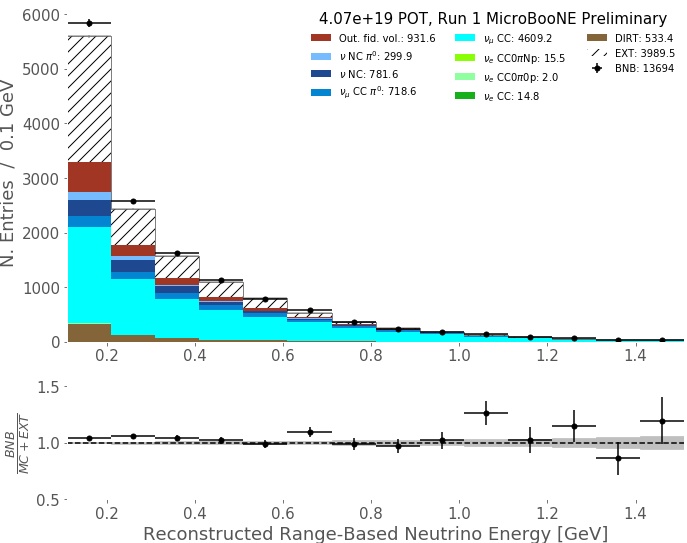 4.07e+19 POT, Run 1 MicroBooNE Preliminary
Out. fid. vol.: 931.6
ν NC π⁰: 299.9
ν NC: 781.6
ν_μ CC π⁰: 718.6
ν_μ CC: 4609.2
ν_e CC0πNp: 15.5
ν_e CC0π0p: 2.0
ν_e CC: 14.8
DIRT: 533.4
EXT: 3989.5
BNB: 13694
N. Entries / 0.1 GeV
6000
5000
4000
3000
2000
1000
0
0.2 0.4 0.6 0.8 1.0 1.2 1.4
BNB
MC + EXT
1.5
1.0
0.5
0.2 0.4 0.6 0.8 1.0 1.2 1.4
Reconstructed Range-Based Neutrino Energy [GeV]